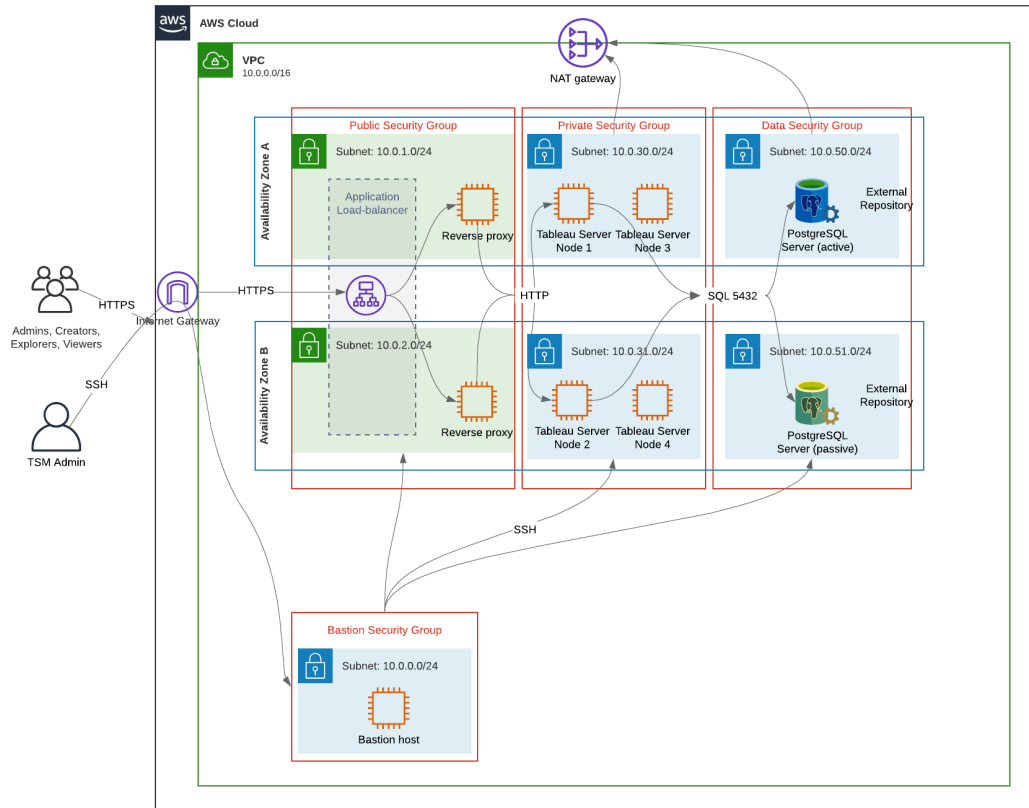 aws
AWS Cloud
VPC
10.0.0.0/16
NAT gateway
Public Security Group
Private Security Group
Data Security Group
Availability Zone A
Subnet: 10.0.1.0/24
Subnet: 10.0.30.0/24
Subnet: 10.0.50.0/24
Application
Load-balancer
Reverse proxy
Tableau Server
Node 1
Tableau Server
Node 3
External
Repository
PostgreSQL
Server (active)
HTTPS
Internet Gateway
HTTPS
HTTP
SQL 5432
Admins, Creators,
Explorers, Viewers
SSH
TSM Admin
Availability Zone B
Subnet: 10.0.2.0/24
Subnet: 10.0.31.0/24
Subnet: 10.0.51.0/24
Reverse proxy
Tableau Server
Node 2
Tableau Server
Node 4
External
Repository
PostgreSQL
Server (passive)
SSH
Bastion Security Group
Subnet: 10.0.0.0/24
Bastion host